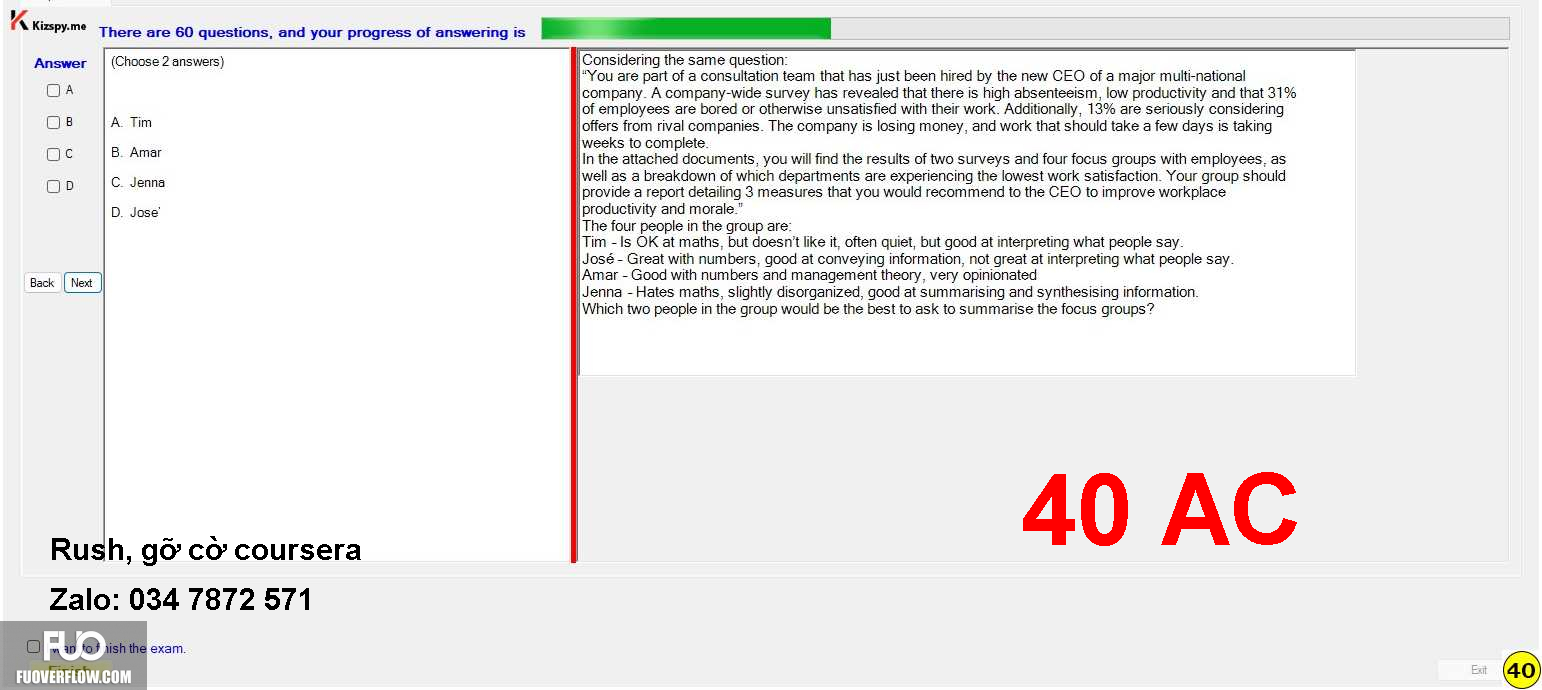 Kizspy.me
There are 60 questions, and your progress of answering is
Answer
A
B
C
D
Back
Next
(Choose 2 answers)
A. Tim
B. Amar
C. Jenna
D. Jose'
Considering the same question:
“You are part of a consultation team that has just been hired by the new CEO of a major multi-national
company. A company-wide survey has revealed that there is high absenteeism, low productivity and that 31%
of employees are bored or otherwise unsatisfied with their work. Additionally, 13% are seriously considering
offers from rival companies. The company is losing money, and work that should take a few days is taking
weeks to complete.
In the attached documents, you will find the results of two surveys and four focus groups with employees, as
well as a breakdown of which departments are experiencing the lowest work satisfaction. Your group should
provide a report detailing 3 measures that you would recommend to the CEO to improve workplace
productivity and morale.”
The four people in the group are:
Tim - Is OK at maths, but doesn’t like it, often quiet, but good at interpreting what people say.
José - Great with numbers, good at conveying information, not great at interpreting what people say.
Amar - Good with numbers and management theory, very opinionated
Jenna - Hates maths, slightly disorganized, good at summarising and synthesising information.
Which two people in the group would be the best to ask to summarise the focus groups?
40 AC
Rush, gỡ cờ coursera
Zalo: 034 7872 571
FUO
FUOVERFLOW.COM
to finish the exam.
Finish
Exit
40